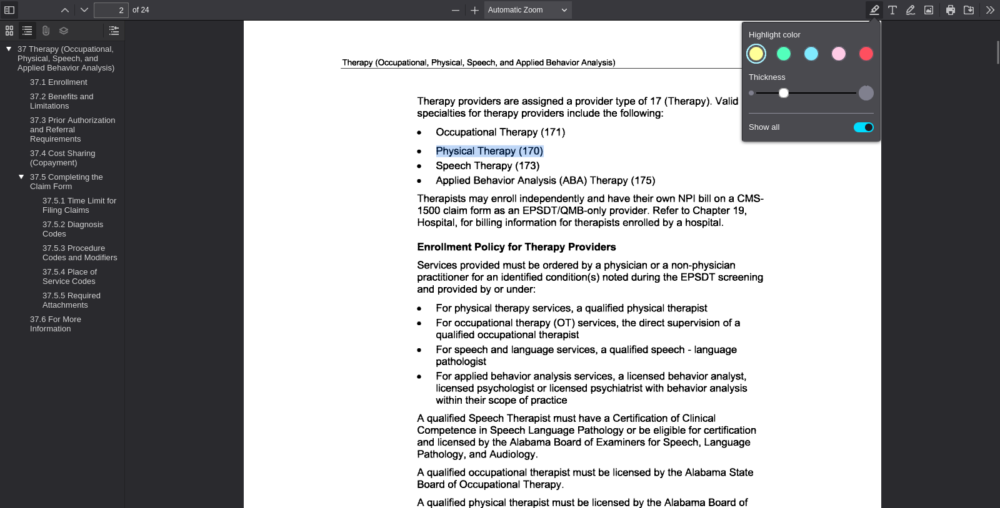 2
of 24
Automatic Zoom
37 Therapy (Occupational,
Physical, Speech, and
Applied Behavior Analysis)
37.1 Enrollment
37.2 Benefits and
Limitations
37.3 Prior Authorization
and Referral
Requirements
37.4 Cost Sharing
(Copayment)
37.5 Completing the
Claim Form
37.5.1 Time Limit for
Filing Claims
37.5.2 Diagnosis
Codes
37.5.3 Procedure
Codes and Modifiers
37.5.4 Place of
Service Codes
37.5.5 Required
Attachments
37.6 For More
Information
Highlight color
Thickness
Show all
Therapy (Occupational, Physical, Speech, and Applied Behavior Analysis)
Therapy providers are assigned a provider type of 17 (Therapy). Valid
specialties for therapy providers include the following:
• Occupational Therapy (171)
• Physical Therapy (170)
• Speech Therapy (173)
• Applied Behavior Analysis (ABA) Therapy (175)
Therapists may enroll independently and have their own NPI bill on a CMS-
1500 claim form as an EPSDT/QMB-only provider. Refer to Chapter 19,
Hospital, for billing information for therapists enrolled by a hospital.
Enrollment Policy for Therapy Providers
Services provided must be ordered by a physician or a non-physician
practitioner for an identified condition(s) noted during the EPSDT screening
and provided by or under:
• For physical therapy services, a qualified physical therapist
• For occupational therapy (OT) services, the direct supervision of a
qualified occupational therapist
• For speech and language services, a qualified speech - language
pathologist
• For applied behavior analysis services, a licensed behavior analyst,
licensed psychologist or licensed psychiatrist with behavior analysis
within their scope of practice
A qualified Speech Therapist must have a Certification of Clinical
Competence in Speech Language Pathology or be eligible for certification
and licensed by the Alabama Board of Examiners for Speech, Language
Pathology, and Audiology.
A qualified occupational therapist must be licensed by the Alabama State
Board of Occupational Therapy.
A qualified physical therapist must be licensed by the Alabama Board of